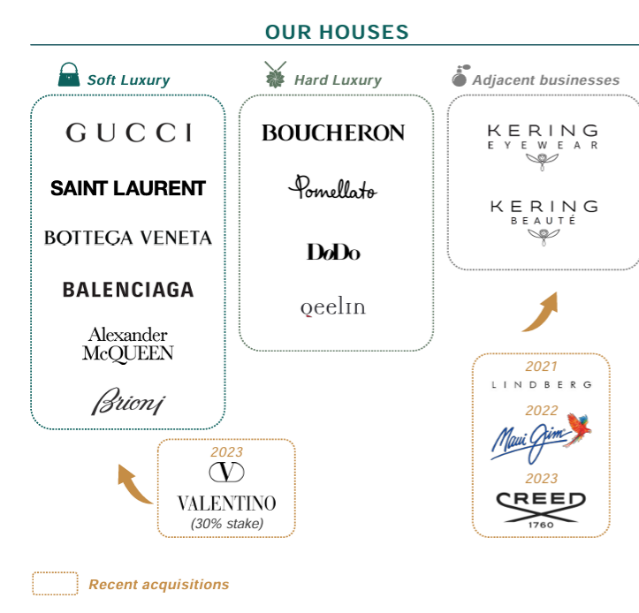 OUR HOUSES
Soft Luxury
GUCCI
SAINT LAURENT
BOTTEGA VENETA
BALENCIAGA
Alexander
McQUEEN
Brioni
2023
V
VALENTINO
(30% stake)
Hard Luxury
BOUCHERON
Pomellato
DoDo
Qeelin
Adjacent businesses
KERING
EYEWEAR
KERING
BEAUTÉ
2021
LINDBERG
2022
Maui Jim
2023
CREED
1760
Recent acquisitions